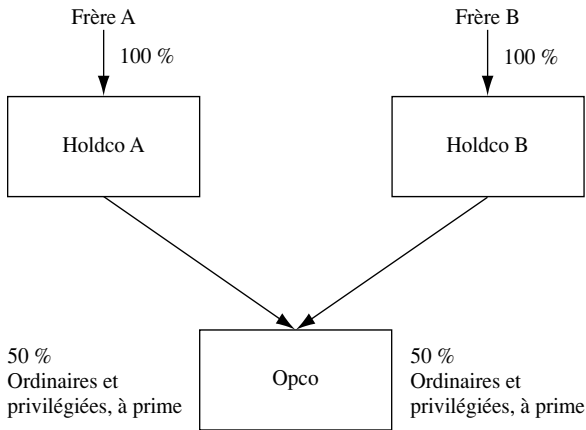 Frère A
Frère B
100 %
100 %
Holdco A
Holdco B
50 %
Ordinaires et
privilégiées, à prime
Opco
50 %
Ordinaires et
privilégiées, à prime